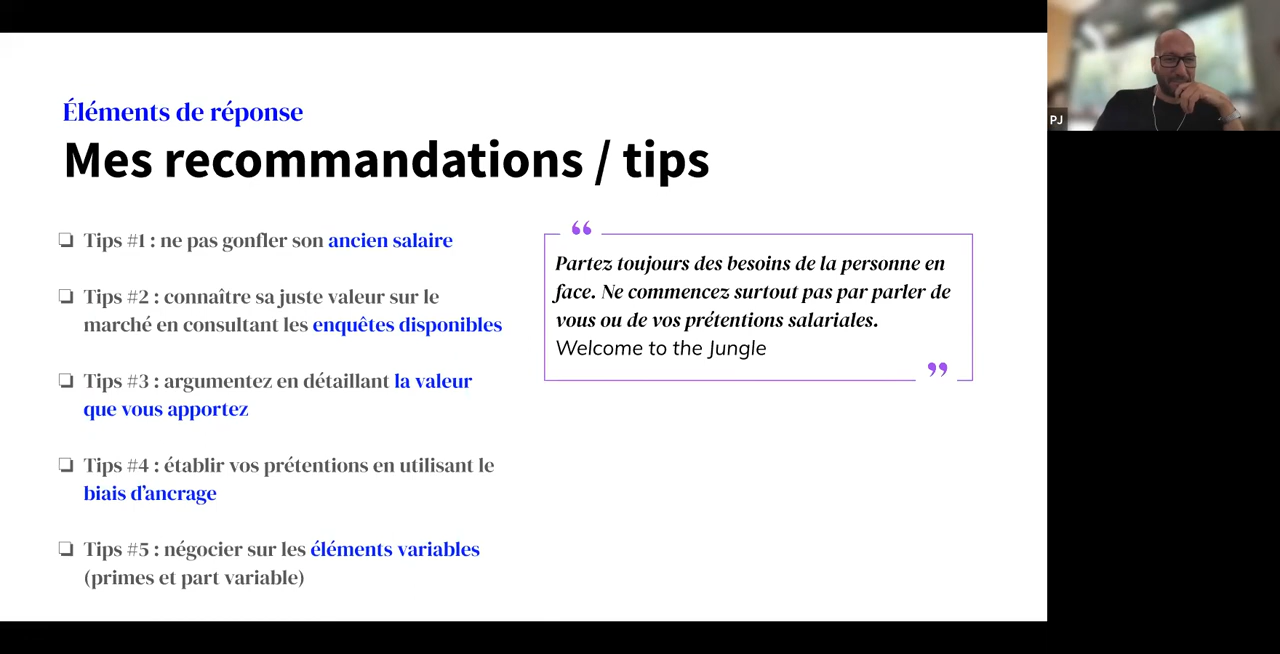 Éléments de réponse
Mes recommandations / tips
❏ Tips #1 : ne pas gonfler son ancien salaire
❏ Tips #2 : connaître sa juste valeur sur le
marché en consultant les enquêtes disponibles
❏ Tips #3 : argumentez en détaillant la valeur
que vous apportez
❏ Tips #4 : établir vos prétentions en utilisant le
biais d'ancrage
❏ Tips #5 : négocier sur les éléments variables
(primes et part variable)
“
Partez toujours des besoins de la personne en
face. Ne commencez surtout pas par parler de
vous ou de vos prétentions salariales.
Welcome to the Jungle
”
PJ